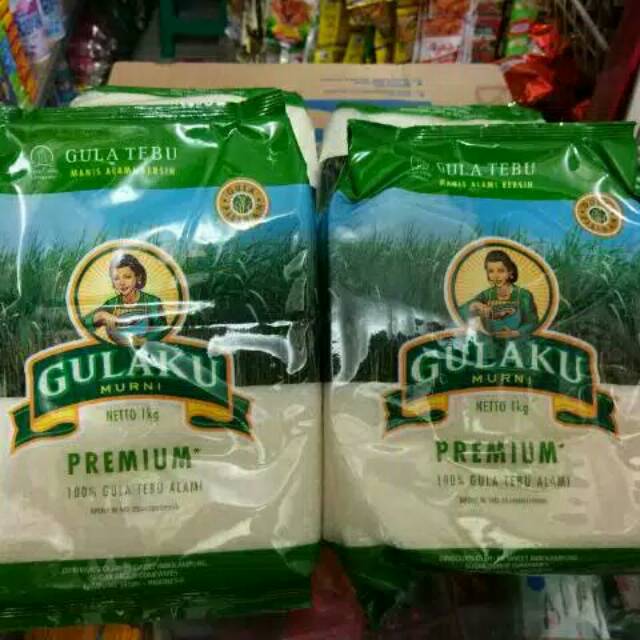 GULA TEBU
MANIS ALAMI BERSIH
GULA
GULAKU
MURNI
NETTO 1kg
PREMIUM*
100% GULA TEBU ALAMI
GULA TEBU
MANIS ALAMI BERSIH
GULAKU
MURNI
NETTO 1kg
PREMIUM*
100% GULA TEBU ALAMI